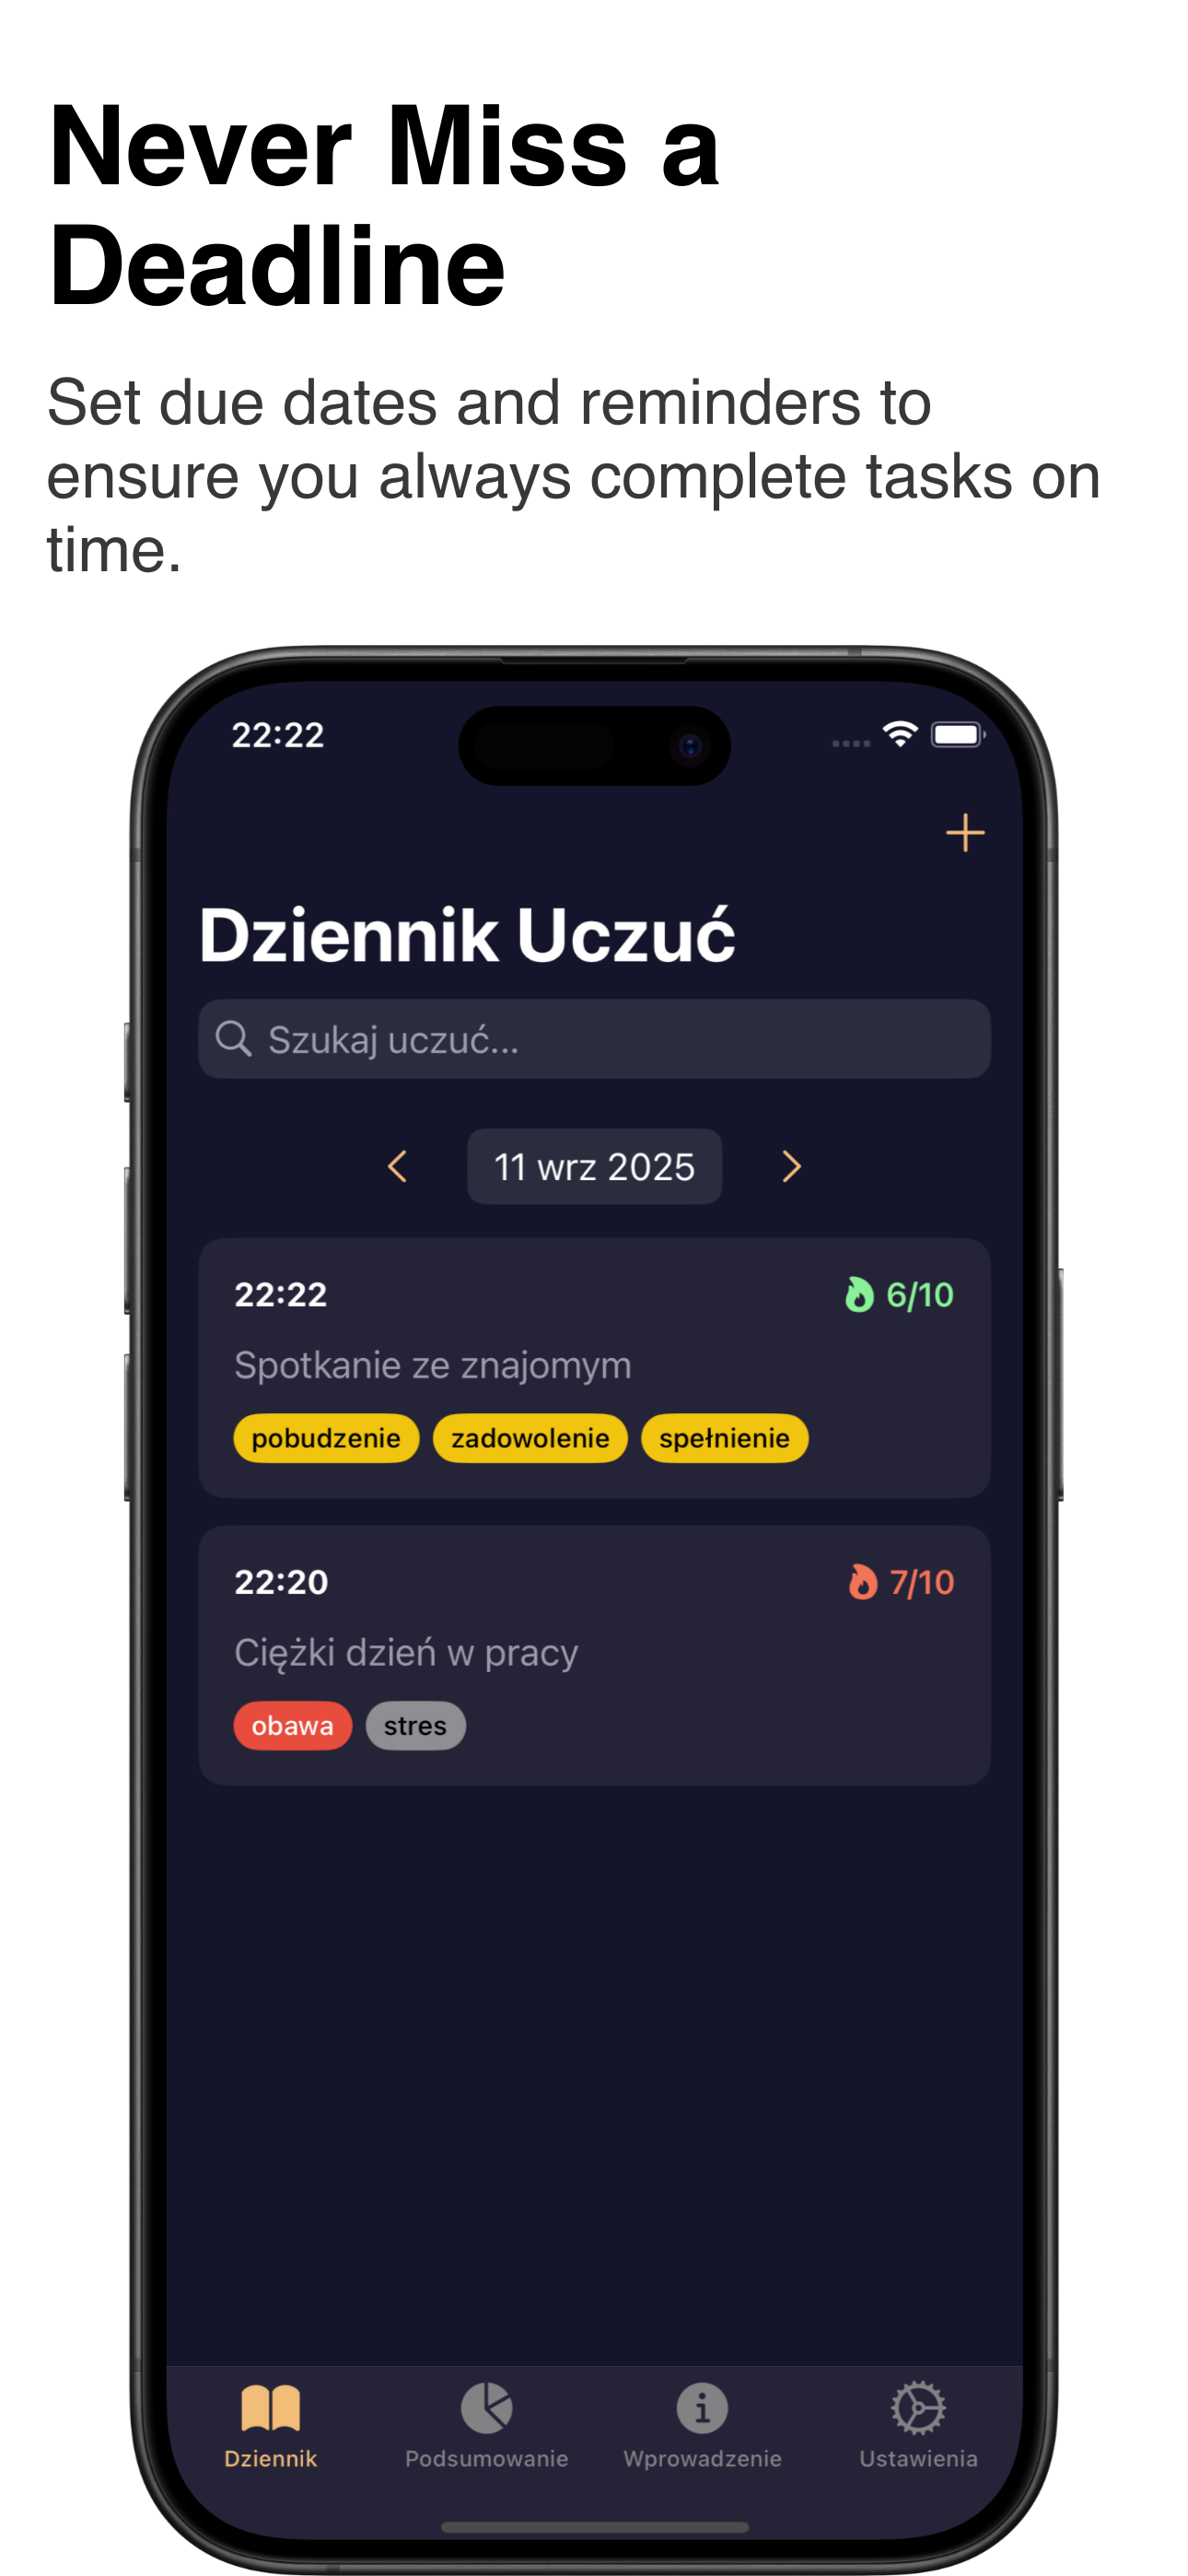 Never Miss a
Deadline
Set due dates and reminders to
ensure you always complete tasks on
time.
22:22
Dziennik Uczuć
Szukaj uczuć...
11 wrz 2025
22:22 6/10
Spotkanie ze znajomym
pobudzenie zadowolenie spełnienie
22:20 7/10
Ciężki dzień w pracy
obawa stres
Dziennik Podsumowanie Wprowadzenie Ustawienia